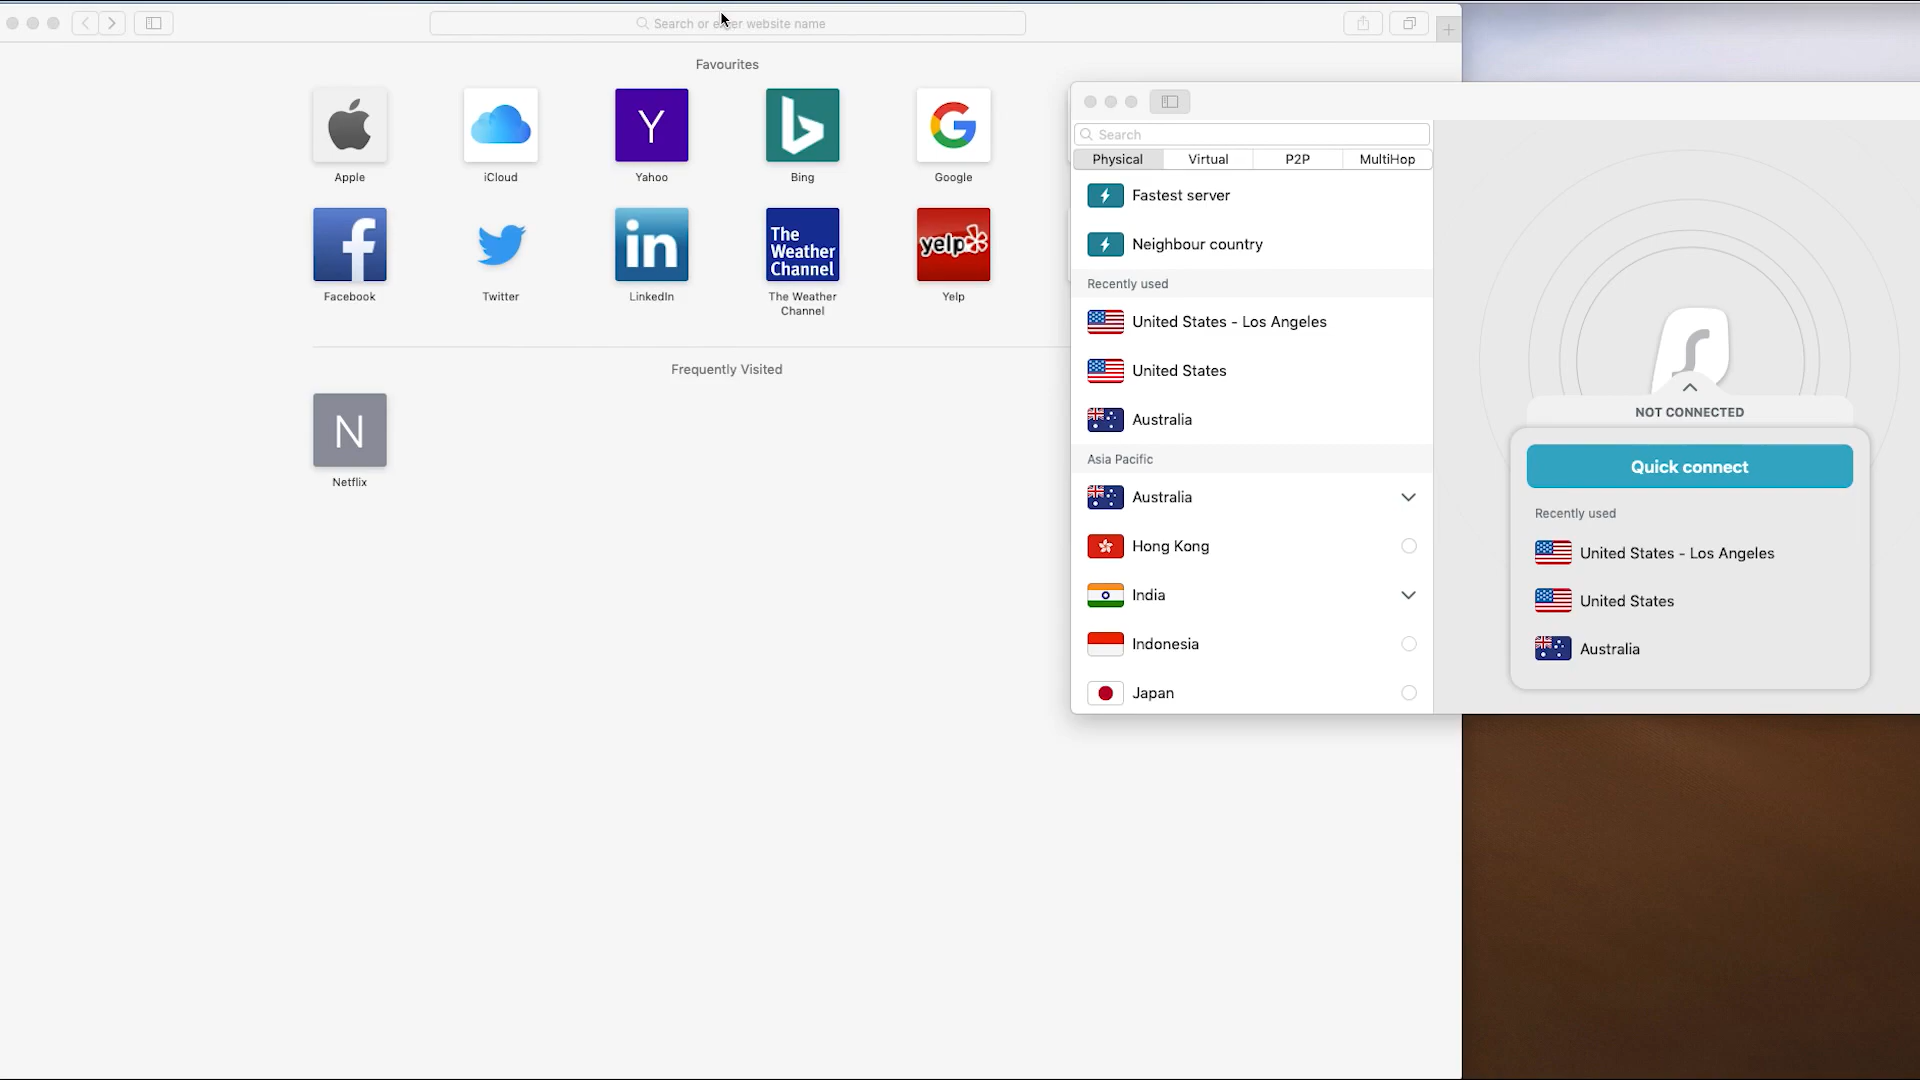 Search or enter website name
Favourites
Apple
iCloud
Y
Yahoo
Bing
G
Google
f
Facebook
Twitter
in
LinkedIn
The
Weather
Channel
The Weather
Channel
yelp
Yelp
Frequently Visited
N
Netflix
Search
Physical
Virtual
P2P
MultiHop
Fastest server
Neighbour country
Recently used
United States - Los Angeles
United States
Australia
Asia Pacific
Australia
Hong Kong
India
Indonesia
Japan
NOT CONNECTED
Quick connect
Recently used
United States - Los Angeles
United States
Australia